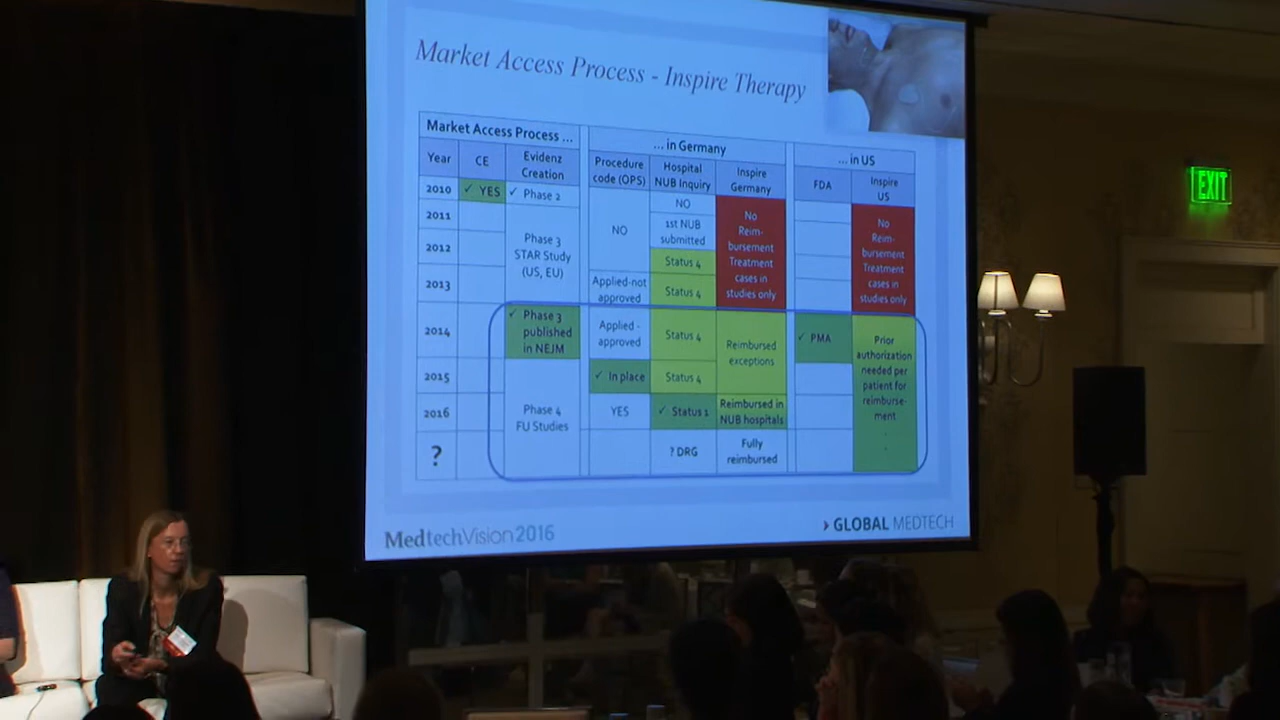 Market Access Process - Inspire Therapy
Market Access Process ...
... in Germany
... in US
Year
CE
Evidenz
Creation
Procedure
code (OPS)
Hospital
NUB Inquiry
Inspire
Germany
FDA
Inspire
US
2010
✓ YES
✓ Phase 2
NO
2011
1st NUB
submitted
2012
Phase 3
STAR Study
(US, EU)
NO
Status 4
No
Reim-
bursement
Treatment
cases in
studies only
No
Reim-
bursement
Treatment
cases in
studies only
2013
Applied-not
approved
Status 4
2014
✓ Phase 3
published
in NEJM
Applied -
approved
Status 4
Reimbursed
exceptions
✓ PMA
Prior
authorization
needed per
patient for
reimburse-
ment
2015
✓ In place
Status 4
2016
Phase 4
FU Studies
YES
✓ Status 1
Reimbursed in
NUB hospitals
?
? DRG
Fully
reimbursed
MedtechVision2016
GLOBAL MEDTECH
EXIT